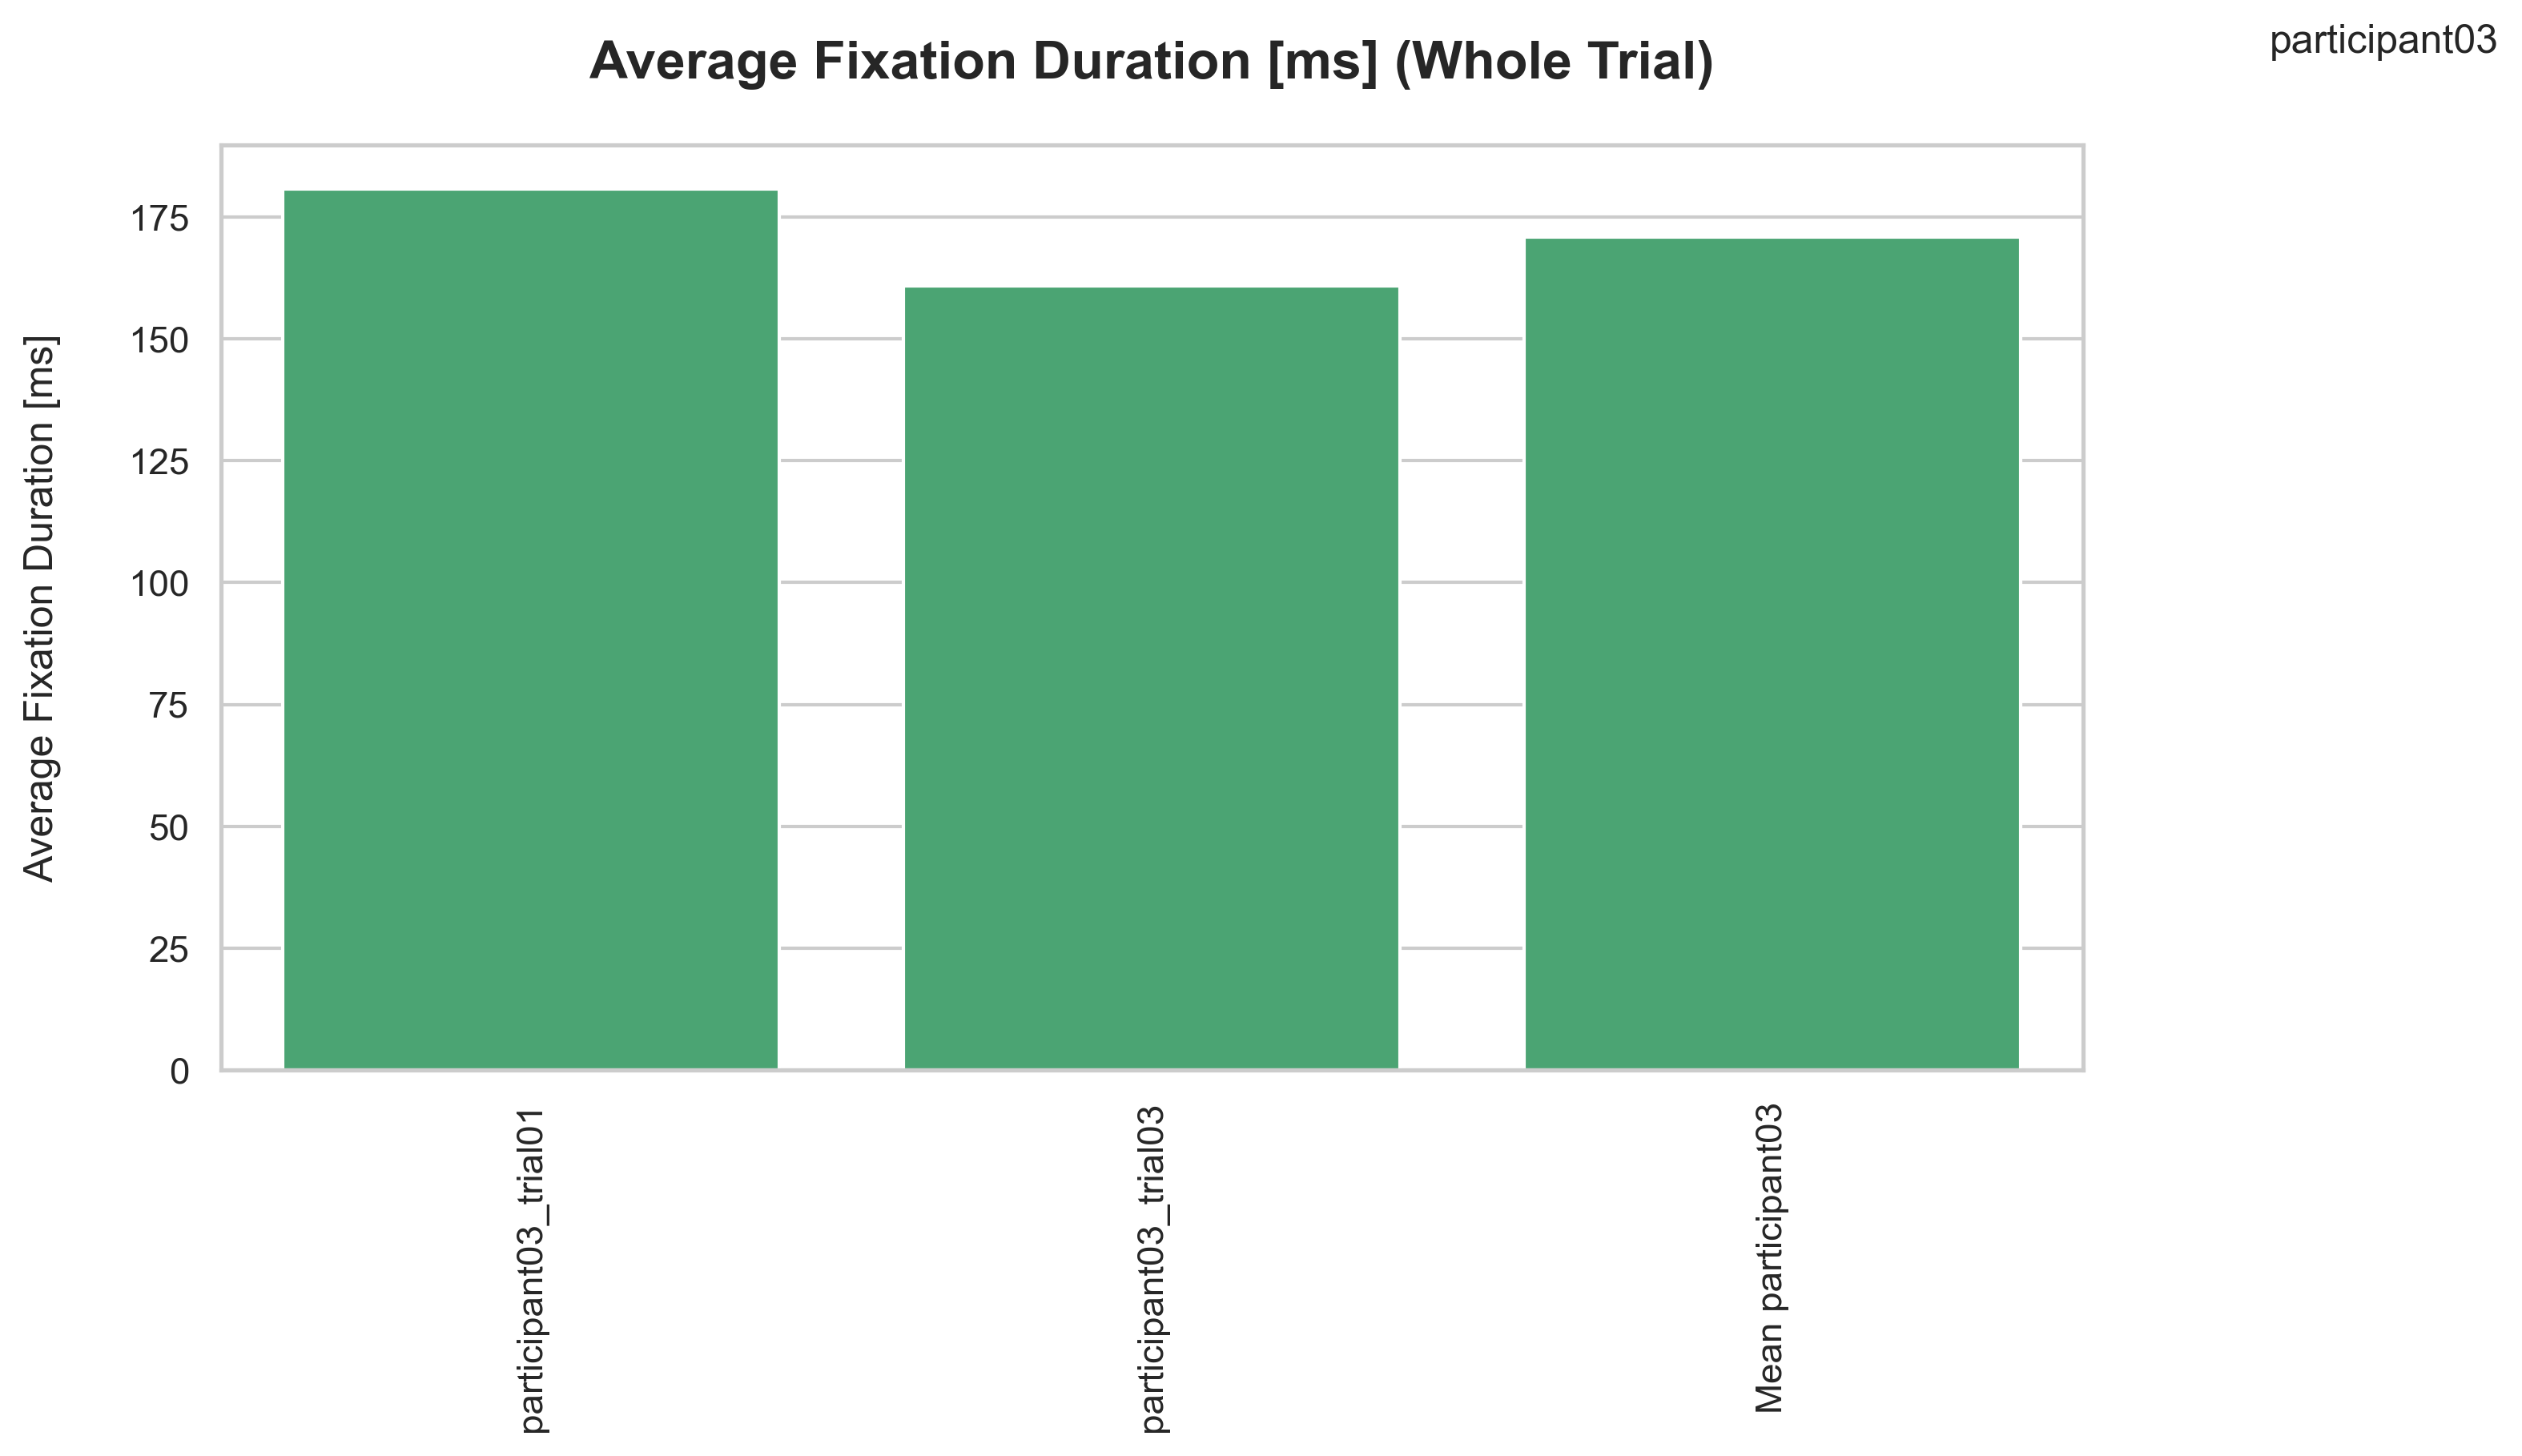 participant03
Average Fixation Duration [ms] (Whole Trial)
Average Fixation Duration [ms]
175
150
125
100
75
50
25
0
participant03_trial01
participant03_trial03
Mean participant03